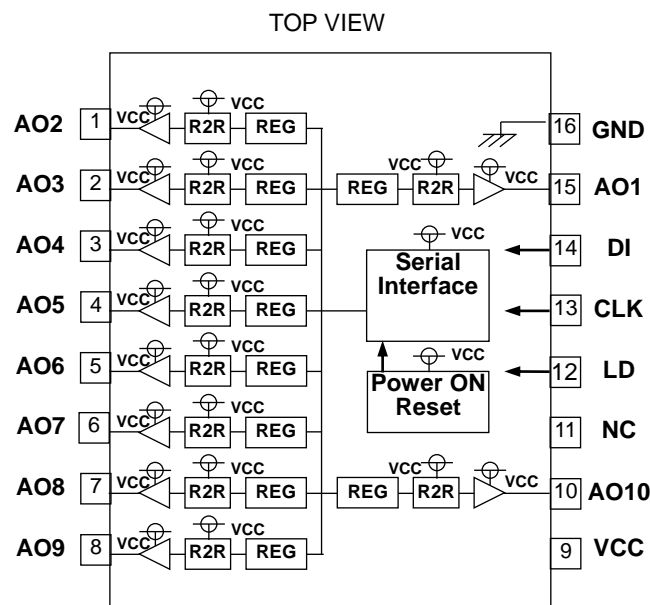 TOP VIEW
AO2 1 VCC R2R VCC REG 16 GND
AO3 2 VCC R2R VCC REG REG VCC R2R VCC 15 AO1
AO4 3 VCC R2R VCC REG Serial Interface VCC 14 DI
AO5 4 VCC R2R VCC REG 13 CLK
AO6 5 VCC R2R VCC REG Power ON Reset VCC 12 LD
AO7 6 VCC R2R VCC REG 11 NC
AO8 7 VCC R2R VCC REG REG VCC R2R VCC 10 AO10
AO9 8 VCC R2R VCC REG 9 VCC